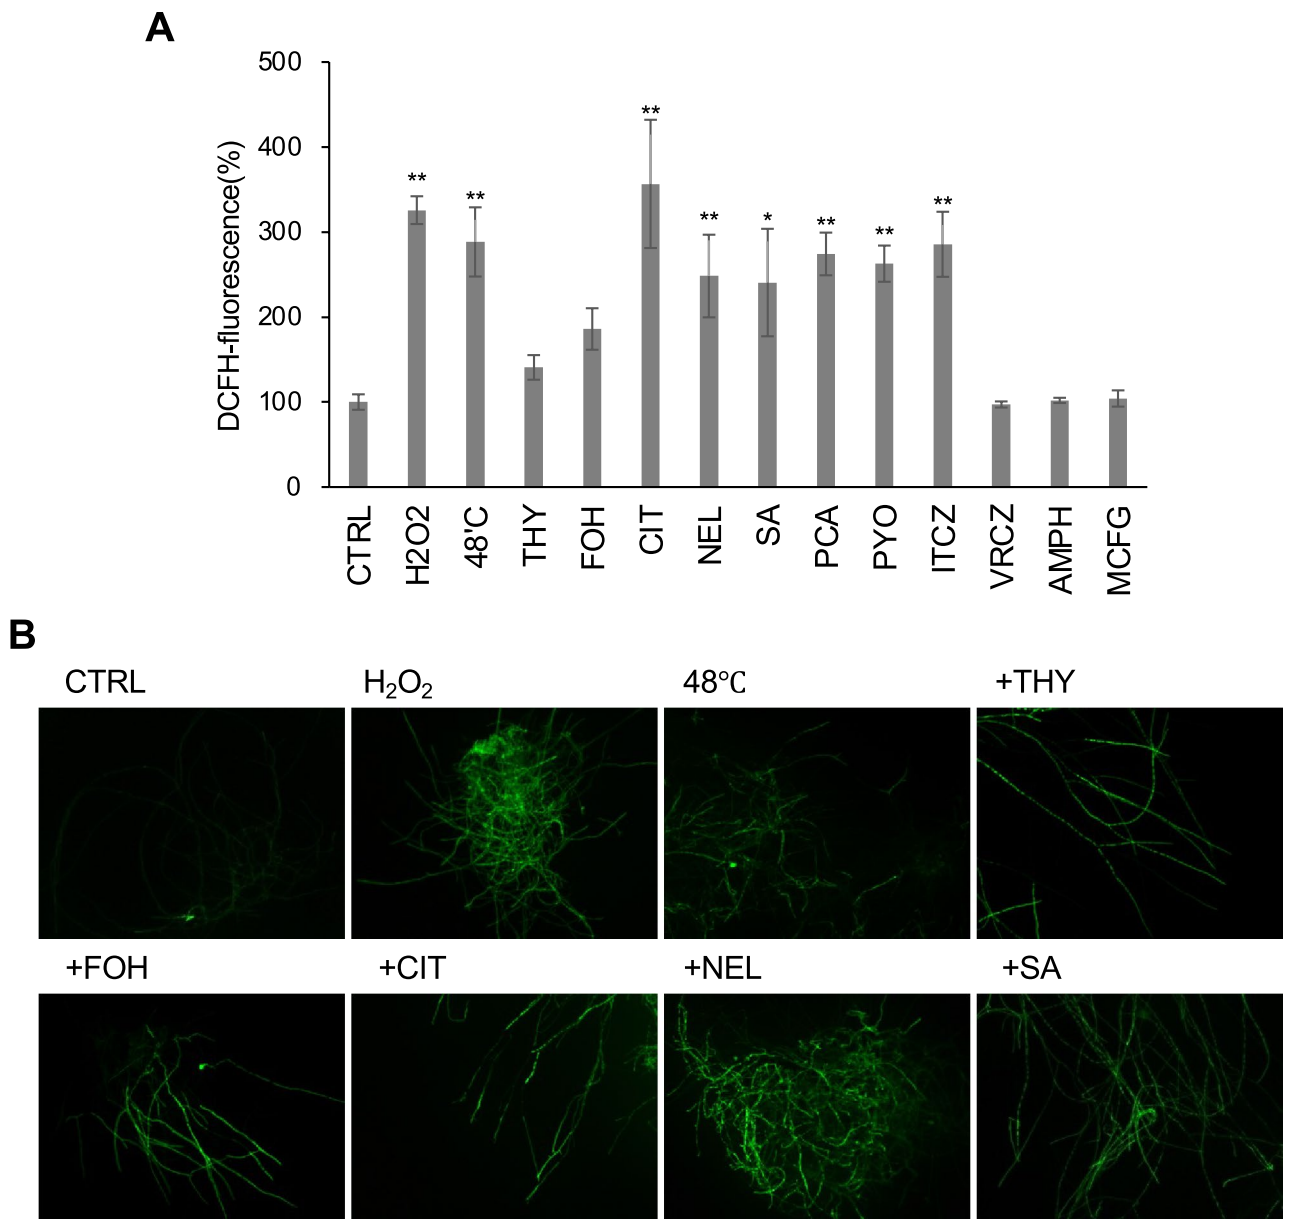 A
500
400
300
200
100
0
DCFH-fluorescence(%)
** ** ** ** * ** ** **
CTRL H2O2 48'C THY FOH CIT NEL SA PCA PYO ITCZ VRCZ AMPH MCFG
B
CTRL H₂O₂ 48℃ +THY
+FOH +CIT +NEL +SA